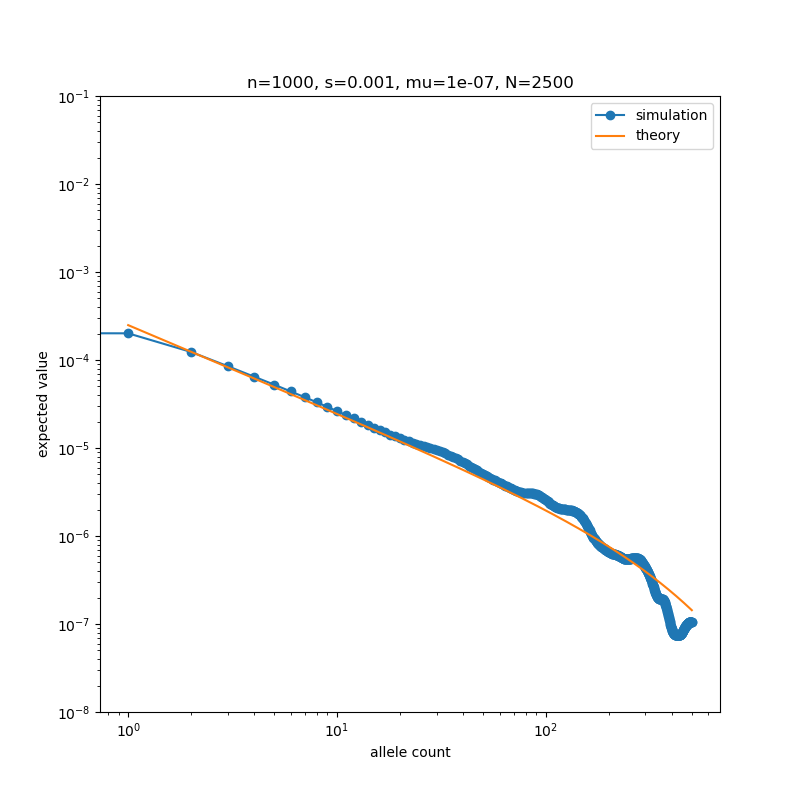 n=1000, s=0.001, mu=1e-07, N=2500
simulation
theory
10⁻¹
10⁻²
10⁻³
10⁻⁴
10⁻⁵
10⁻⁶
10⁻⁷
10⁻⁸
expected value
10⁰
10¹
10²
allele count